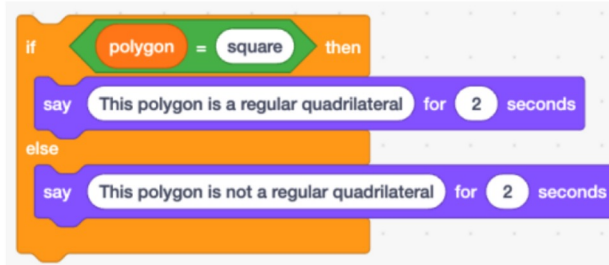 if polygon = square then
say This polygon is a regular quadrilateral for 2 seconds
else
say This polygon is not a regular quadrilateral for 2 seconds